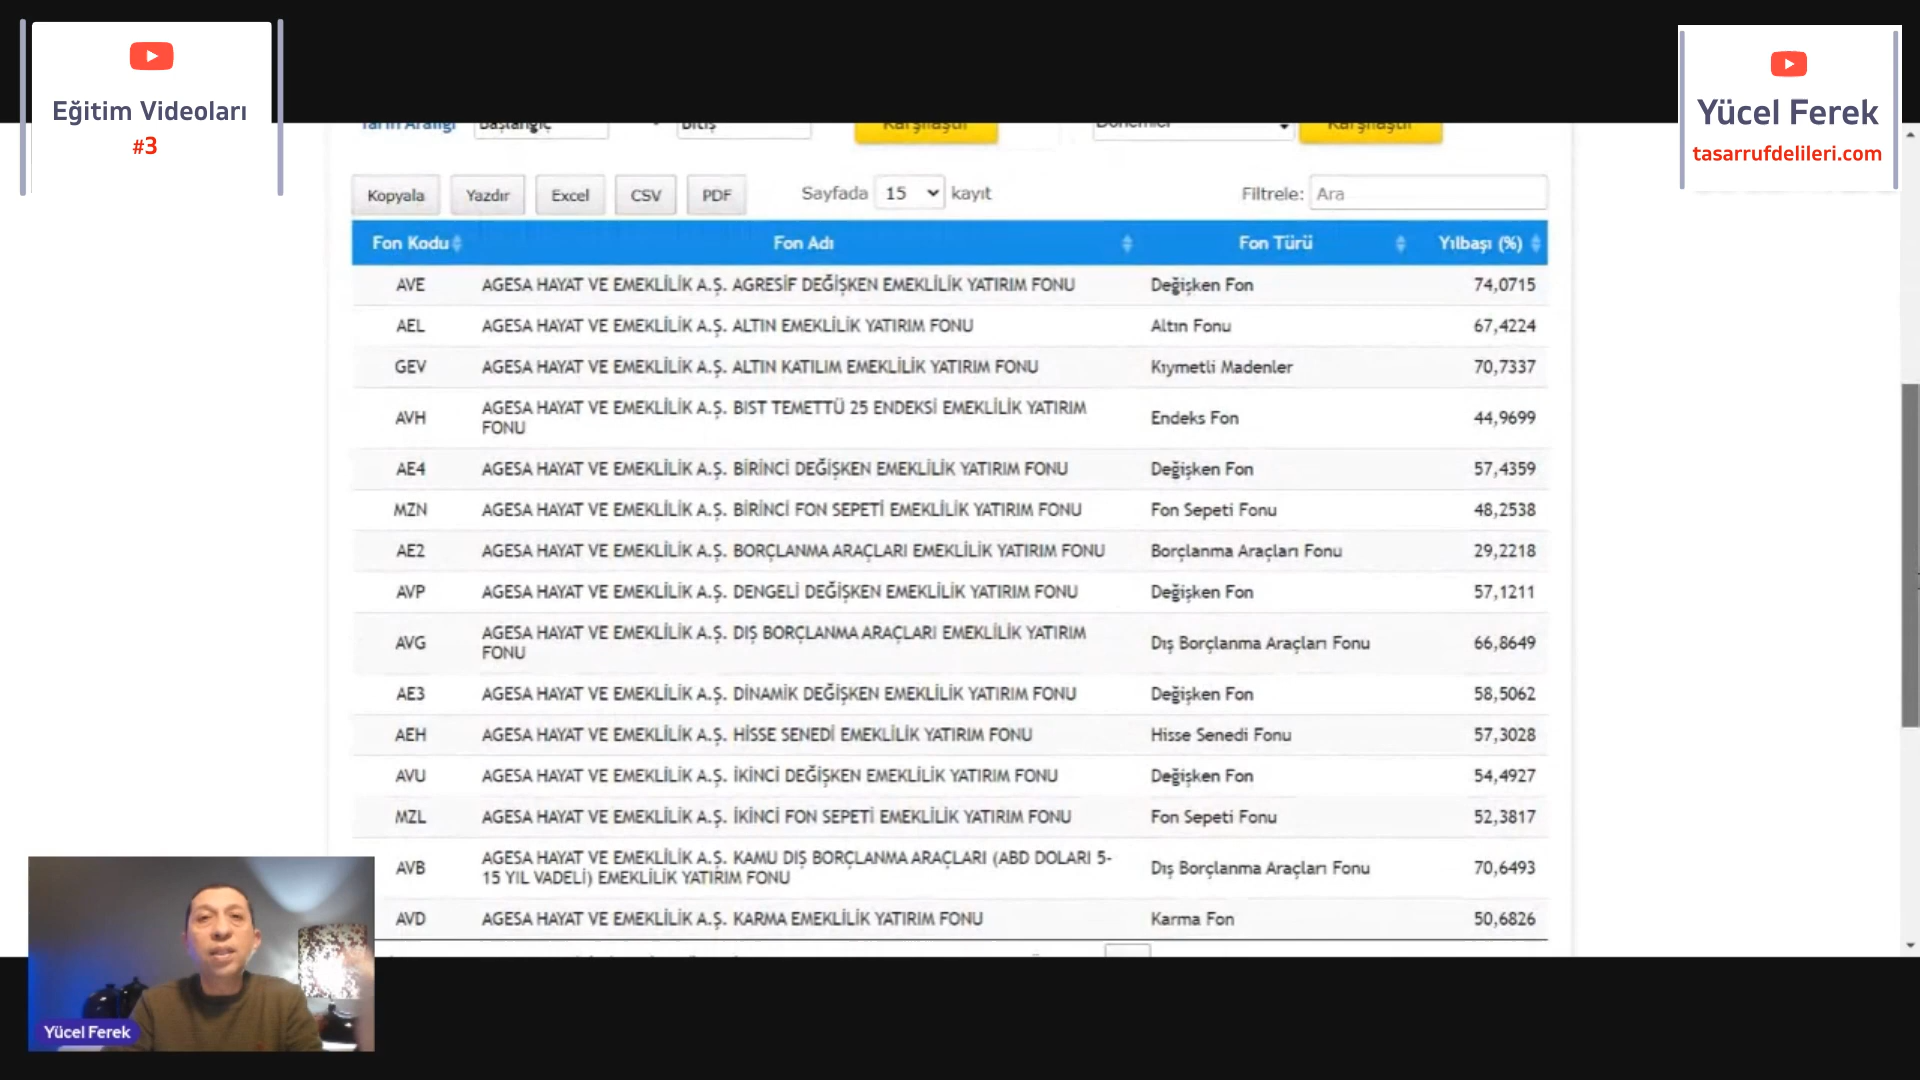 Eğitim Videoları
#3
Yücel Ferek
tasarrufdelileri.com
Tarih Aralığı Başlangıç - Bitiş Karşılaştır Dönemler Karşılaştır
Kopyala Yazdır Excel CSV PDF Sayfada 15 kayıt Filtrele: Ara
Fon Kodu Fon Adı Fon Türü Yılbaşı (%)
AVE AGESA HAYAT VE EMEKLİLİK A.Ş. AGRESİF DEĞİŞKEN EMEKLİLİK YATIRIM FONU Değişken Fon 74,0715
AEL AGESA HAYAT VE EMEKLİLİK A.Ş. ALTIN EMEKLİLİK YATIRIM FONU Altın Fonu 67,4224
GEV AGESA HAYAT VE EMEKLİLİK A.Ş. ALTIN KATILIM EMEKLİLİK YATIRIM FONU Kıymetli Madenler 70,7337
AVH AGESA HAYAT VE EMEKLİLİK A.Ş. BIST TEMETTÜ 25 ENDEKSİ EMEKLİLİK YATIRIM
FONU Endeks Fon 44,9699
AE4 AGESA HAYAT VE EMEKLİLİK A.Ş. BİRİNCİ DEĞİŞKEN EMEKLİLİK YATIRIM FONU Değişken Fon 57,4359
MZN AGESA HAYAT VE EMEKLİLİK A.Ş. BİRİNCİ FON SEPETİ EMEKLİLİK YATIRIM FONU Fon Sepeti Fonu 48,2538
AE2 AGESA HAYAT VE EMEKLİLİK A.Ş. BORÇLANMA ARAÇLARI EMEKLİLİK YATIRIM FONU Borçlanma Araçları Fonu 29,2218
AVP AGESA HAYAT VE EMEKLİLİK A.Ş. DENGELİ DEĞİŞKEN EMEKLİLİK YATIRIM FONU Değişken Fon 57,1211
AVG AGESA HAYAT VE EMEKLİLİK A.Ş. DIŞ BORÇLANMA ARAÇLARI EMEKLİLİK YATIRIM
FONU Dış Borçlanma Araçları Fonu 66,8649
AE3 AGESA HAYAT VE EMEKLİLİK A.Ş. DİNAMİK DEĞİŞKEN EMEKLİLİK YATIRIM FONU Değişken Fon 58,5062
AEH AGESA HAYAT VE EMEKLİLİK A.Ş. HİSSE SENEDİ EMEKLİLİK YATIRIM FONU Hisse Senedi Fonu 57,3028
AVU AGESA HAYAT VE EMEKLİLİK A.Ş. İKİNCİ DEĞİŞKEN EMEKLİLİK YATIRIM FONU Değişken Fon 54,4927
MZL AGESA HAYAT VE EMEKLİLİK A.Ş. İKİNCİ FON SEPETİ EMEKLİLİK YATIRIM FONU Fon Sepeti Fonu 52,3817
AVB AGESA HAYAT VE EMEKLİLİK A.Ş. KAMU DIŞ BORÇLANMA ARAÇLARI (ABD DOLARI 5-
15 YIL VADELİ) EMEKLİLİK YATIRIM FONU Dış Borçlanma Araçları Fonu 70,6493
AVD AGESA HAYAT VE EMEKLİLİK A.Ş. KARMA EMEKLİLİK YATIRIM FONU Karma Fon 50,6826
Yücel Ferek